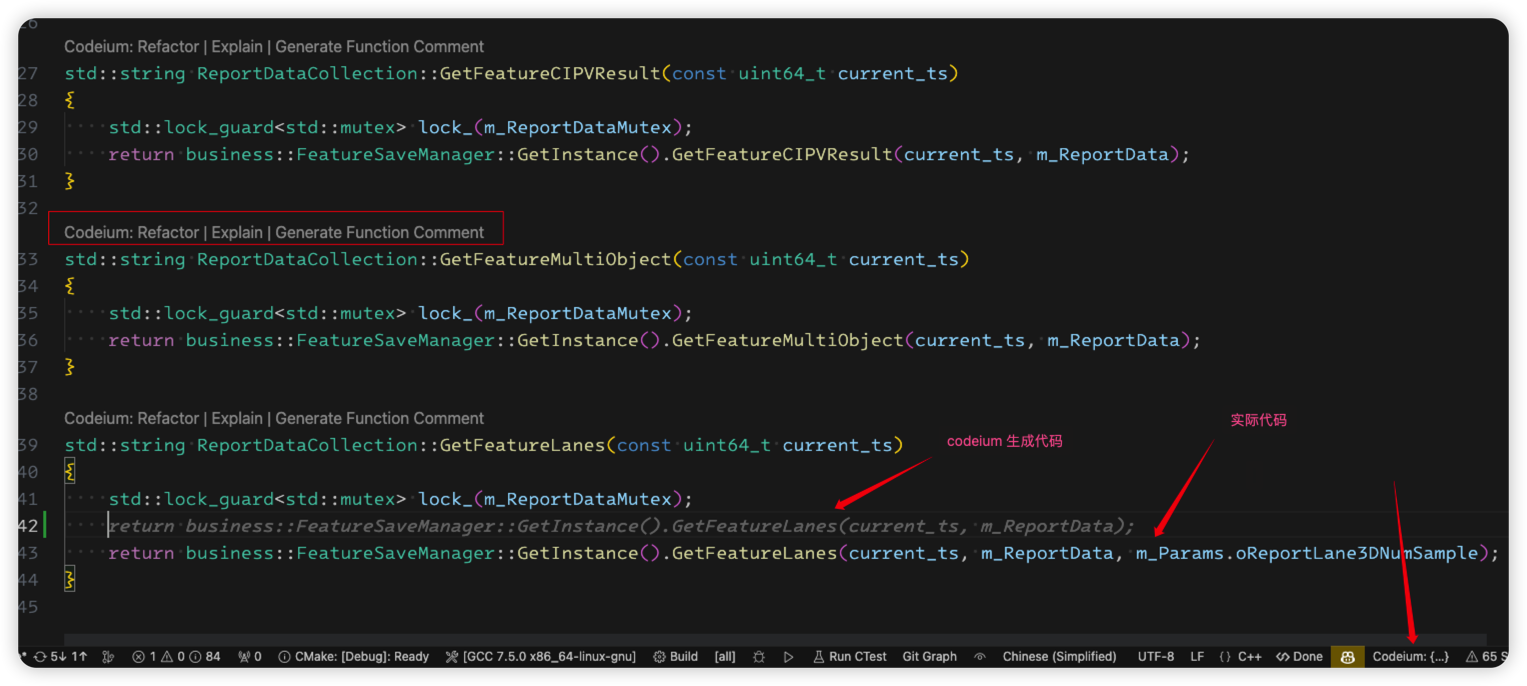 26
Codeium: Refactor | Explain | Generate Function Comment
27 std::string ReportDataCollection::GetFeatureCIPVResult(const uint64_t current_ts)
28 {
29 std::lock_guard<std::mutex> lock_(m_ReportDataMutex);
30 return business::FeatureSaveManager::GetInstance().GetFeatureCIPVResult(current_ts, m_ReportData);
31 }
32
Codeium: Refactor | Explain | Generate Function Comment
33 std::string ReportDataCollection::GetFeatureMultiObject(const uint64_t current_ts)
34 {
35 std::lock_guard<std::mutex> lock_(m_ReportDataMutex);
36 return business::FeatureSaveManager::GetInstance().GetFeatureMultiObject(current_ts, m_ReportData);
37 }
38
Codeium: Refactor | Explain | Generate Function Comment
实际代码
39 std::string ReportDataCollection::GetFeatureLanes(const uint64_t current_ts)
codeium 生成代码
40 {
41 std::lock_guard<std::mutex> lock_(m_ReportDataMutex);
42 return business::FeatureSaveManager::GetInstance().GetFeatureLanes(current_ts, m_ReportData);
43 return business::FeatureSaveManager::GetInstance().GetFeatureLanes(current_ts, m_ReportData, m_Params.oReportLane3DNumSample);
44 }
45
5↓ 1↑ 1 0 84 0 CMake: [Debug]: Ready [GCC 7.5.0 x86_64-linux-gnu] Build [all] Run CTest Git Graph Chinese (Simplified) UTF-8 LF {} C++ Done Codeium: {...} 65 S